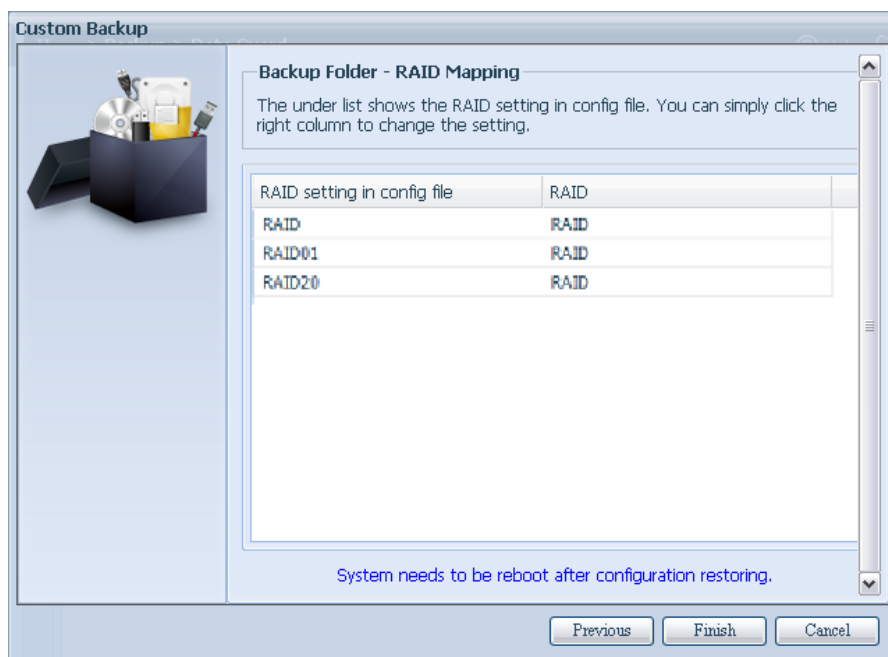 Custom Backup
Backup Folder - RAID Mapping
The under list shows the RAID setting in config file. You can simply click the
right column to change the setting.
RAID setting in config file RAID
RAID RAID
RAID01 RAID
RAID20 RAID
System needs to be reboot after configuration restoring.
Previous Finish Cancel